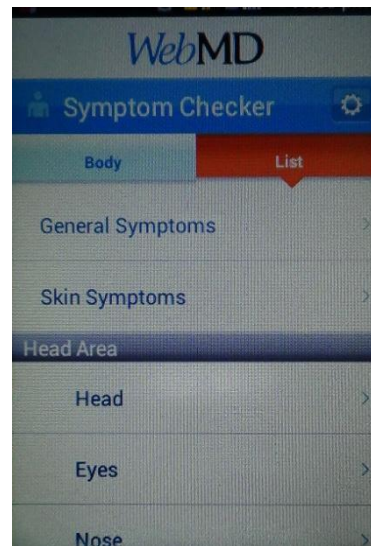 WebMD
Symptom Checker
Body List
General Symptoms
Skin Symptoms
Head Area
Head
Eyes
Nose